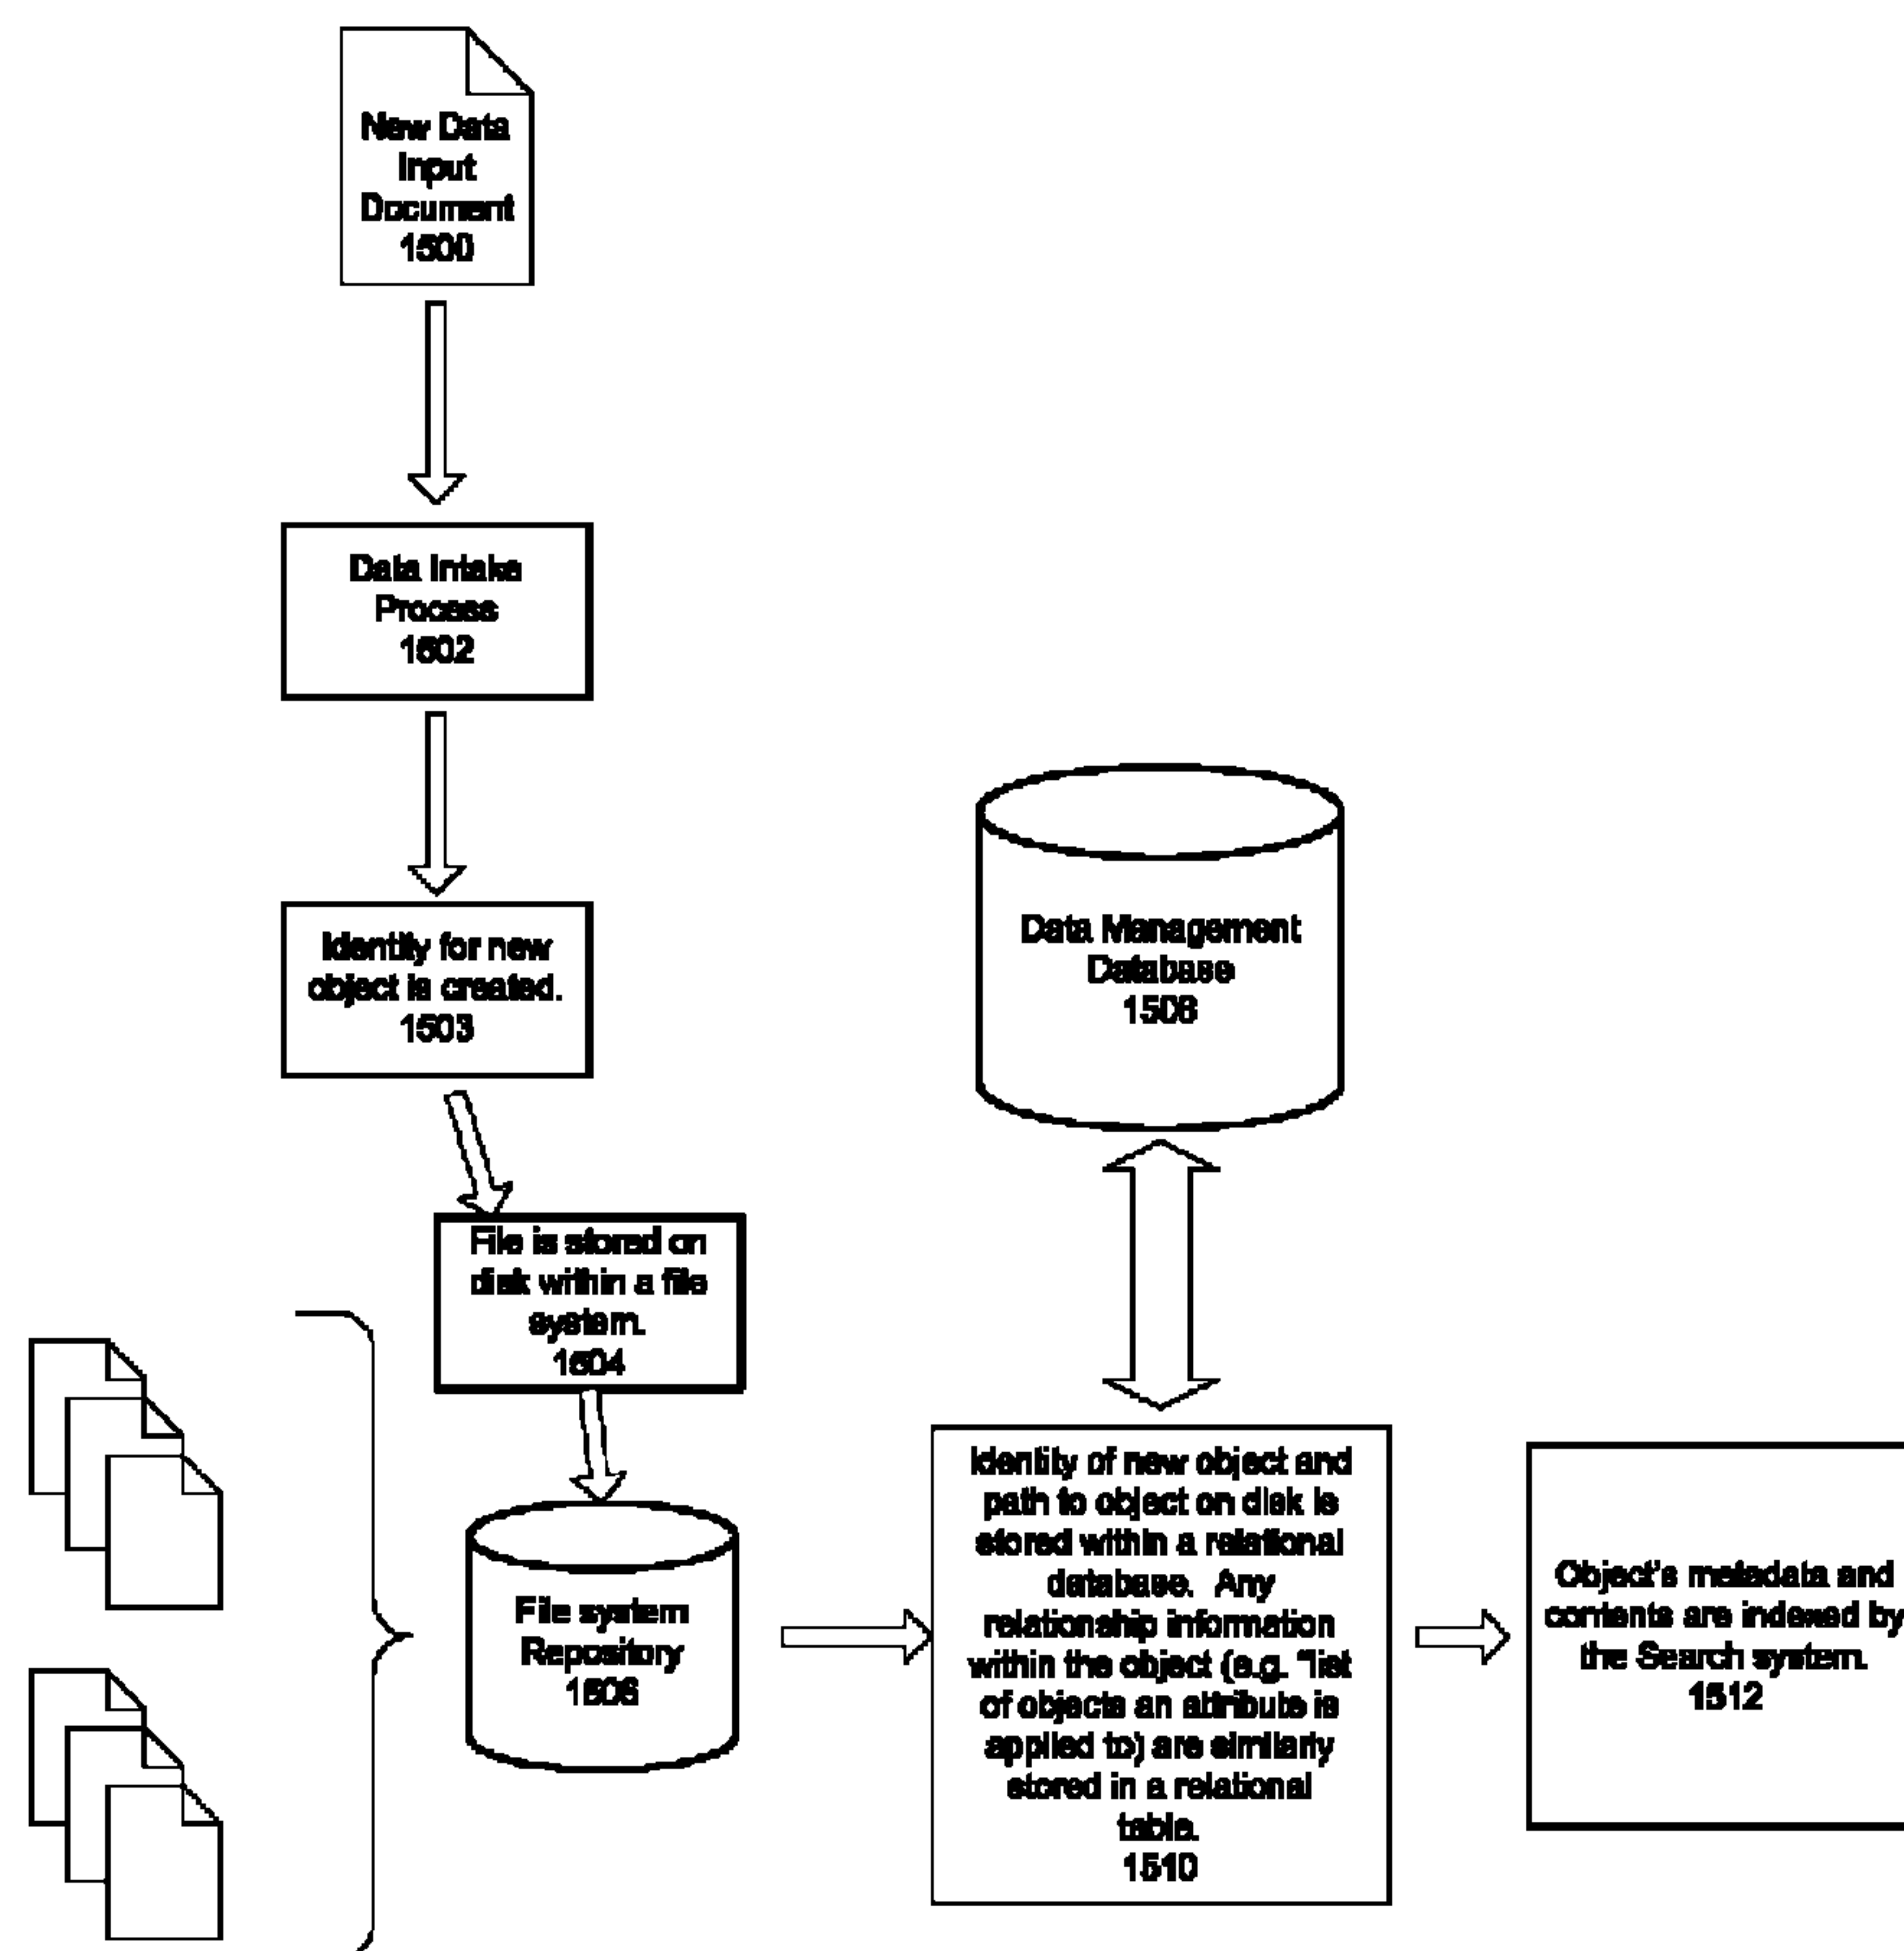 New Data
Input
Document
1500
Data Intake
Process
1502
Identity for new
object is created.
1503
File is stored on
disk within a file
system.
1504
File system
Repository
1506
Data Management
Database
1508
Identity of new object and
path to object on disk is
stored within a relational
database. Any
relationship information
within the object (e.g. "list
of objects an attribute is
applied to) are similarly
stored in a relational
table.
1510
Object's metadata and
contents are indexed by
the Search system.
1512